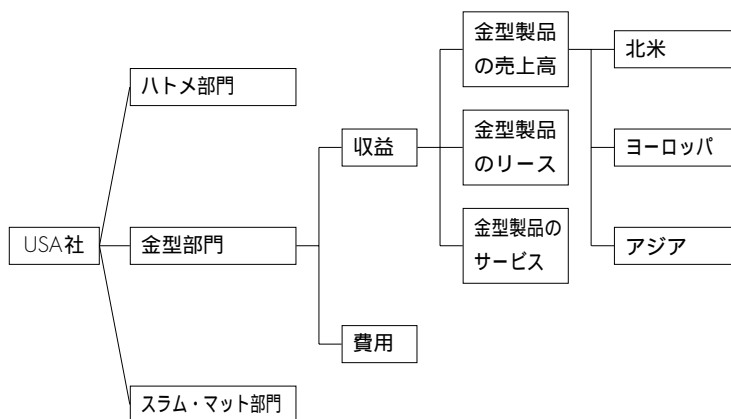 USA社
ハトメ部門
金型部門
スラム・マット部門
収益
費用
金型製品
の売上高
金型製品
のリース
金型製品の
サービス
北米
ヨーロッパ
アジア